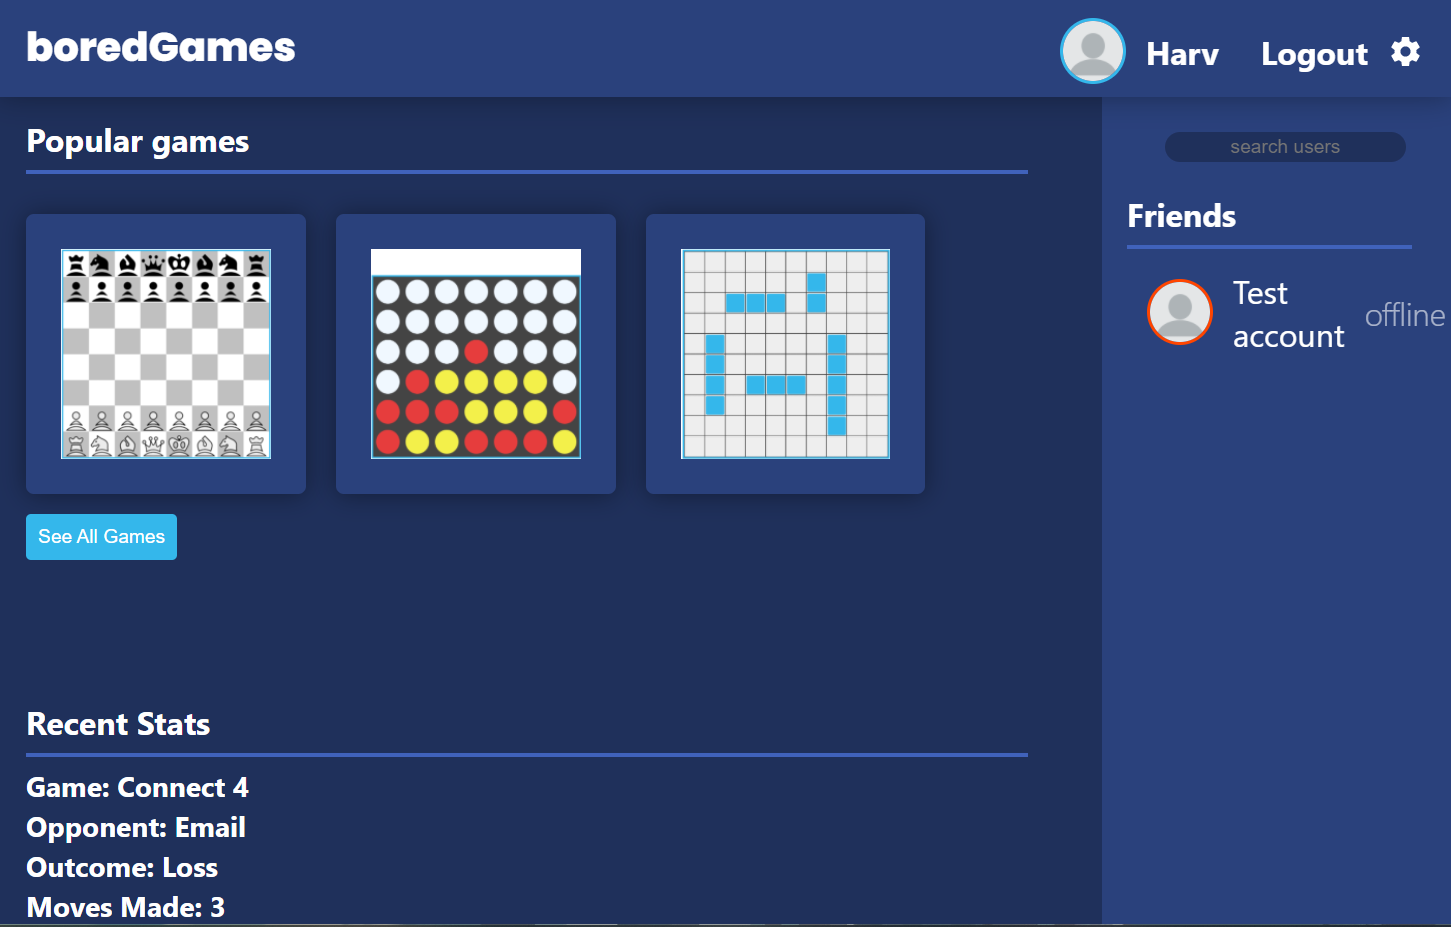 boredGames
Harv
Logout
Popular games
See All Games
Recent Stats
Game: Connect 4
Opponent: Email
Outcome: Loss
Moves Made: 3
search users
Friends
Test
account
offline